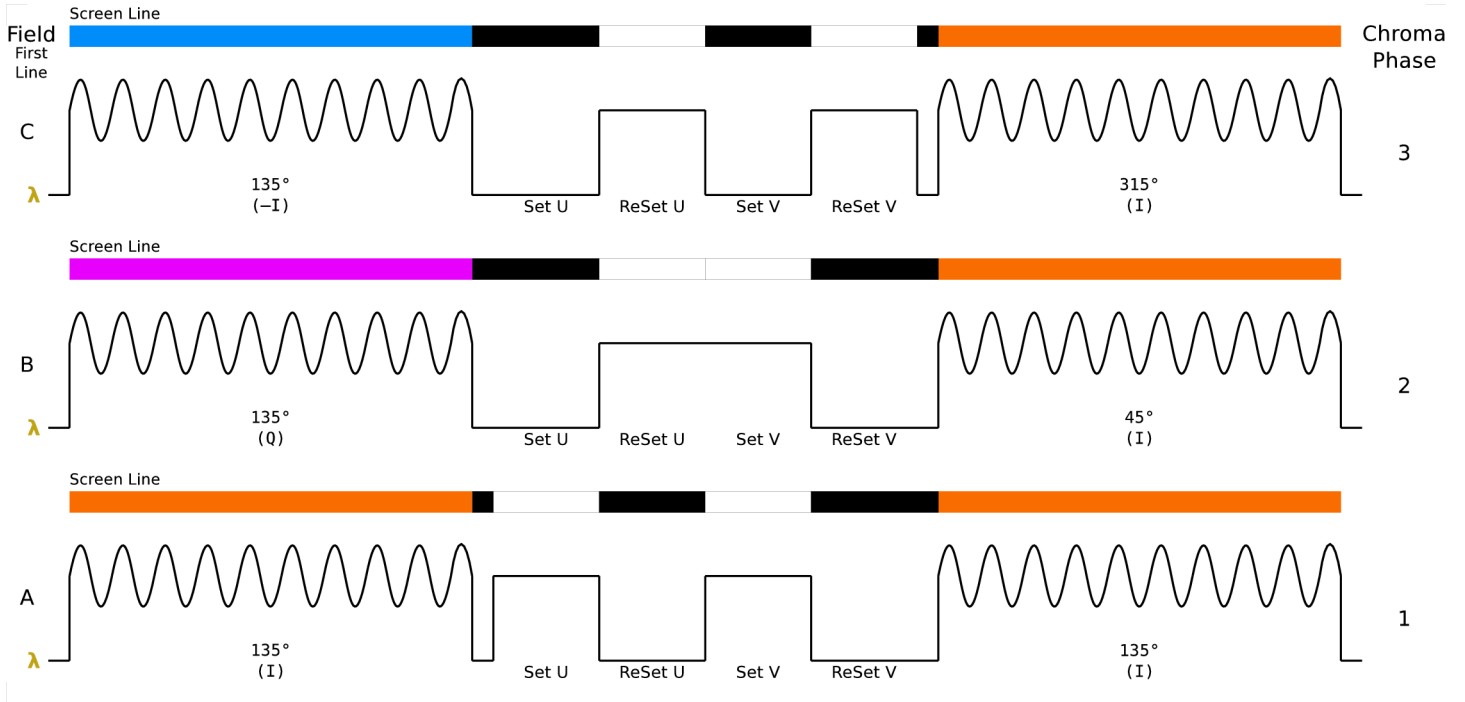 Screen Line
Field
First
Line
Chroma
Phase
C
3
135°
(–I)
315°
(I)
λ
Set U ReSet U Set V ReSet V
Screen Line
B
2
135°
(Q)
45°
(I)
λ
Set U ReSet U Set V ReSet V
Screen Line
A
1
135°
(I)
135°
(I)
λ
Set U ReSet U Set V ReSet V